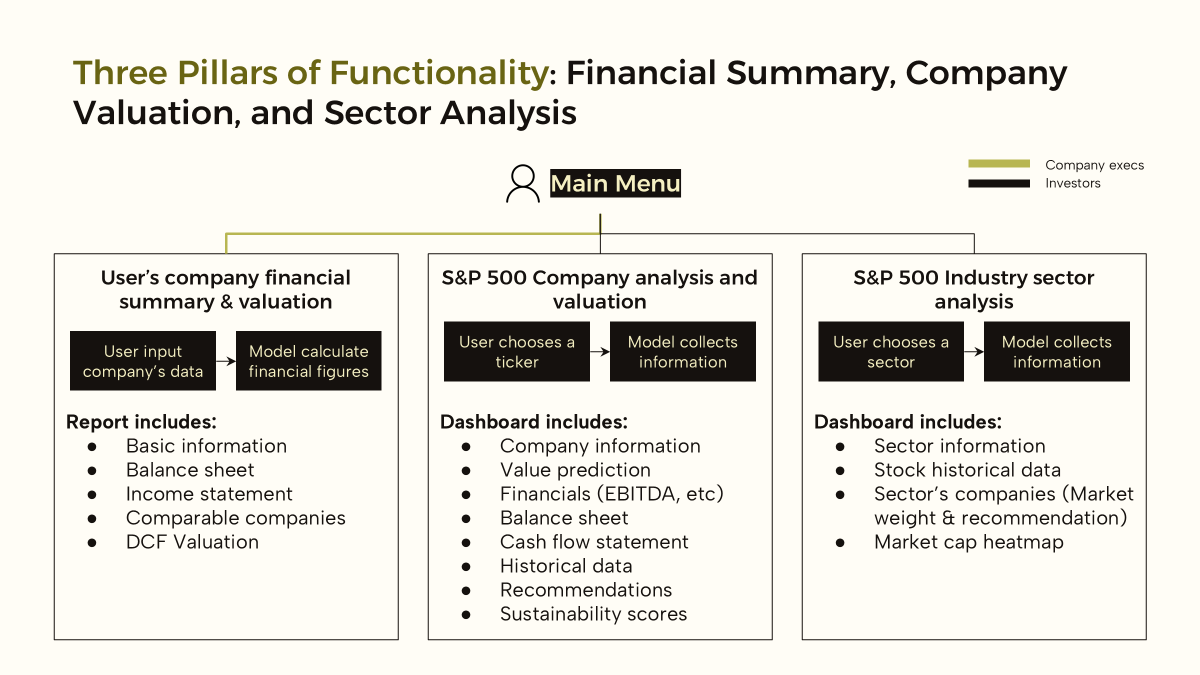 Three Pillars of Functionality: Financial Summary, Company
Valuation, and Sector Analysis
Main Menu
Company execs
Investors
User’s company financial
summary & valuation
User input
company’s data
Model calculate
financial figures
Report includes:
● Basic information
● Balance sheet
● Income statement
● Comparable companies
● DCF Valuation
S&P 500 Company analysis and
valuation
User chooses a
ticker
Model collects
information
Dashboard includes:
● Company information
● Value prediction
● Financials (EBITDA, etc)
● Balance sheet
● Cash flow statement
● Historical data
● Recommendations
● Sustainability scores
S&P 500 Industry sector
analysis
User chooses a
sector
Model collects
information
Dashboard includes:
● Sector information
● Stock historical data
● Sector’s companies (Market
weight & recommendation)
● Market cap heatmap